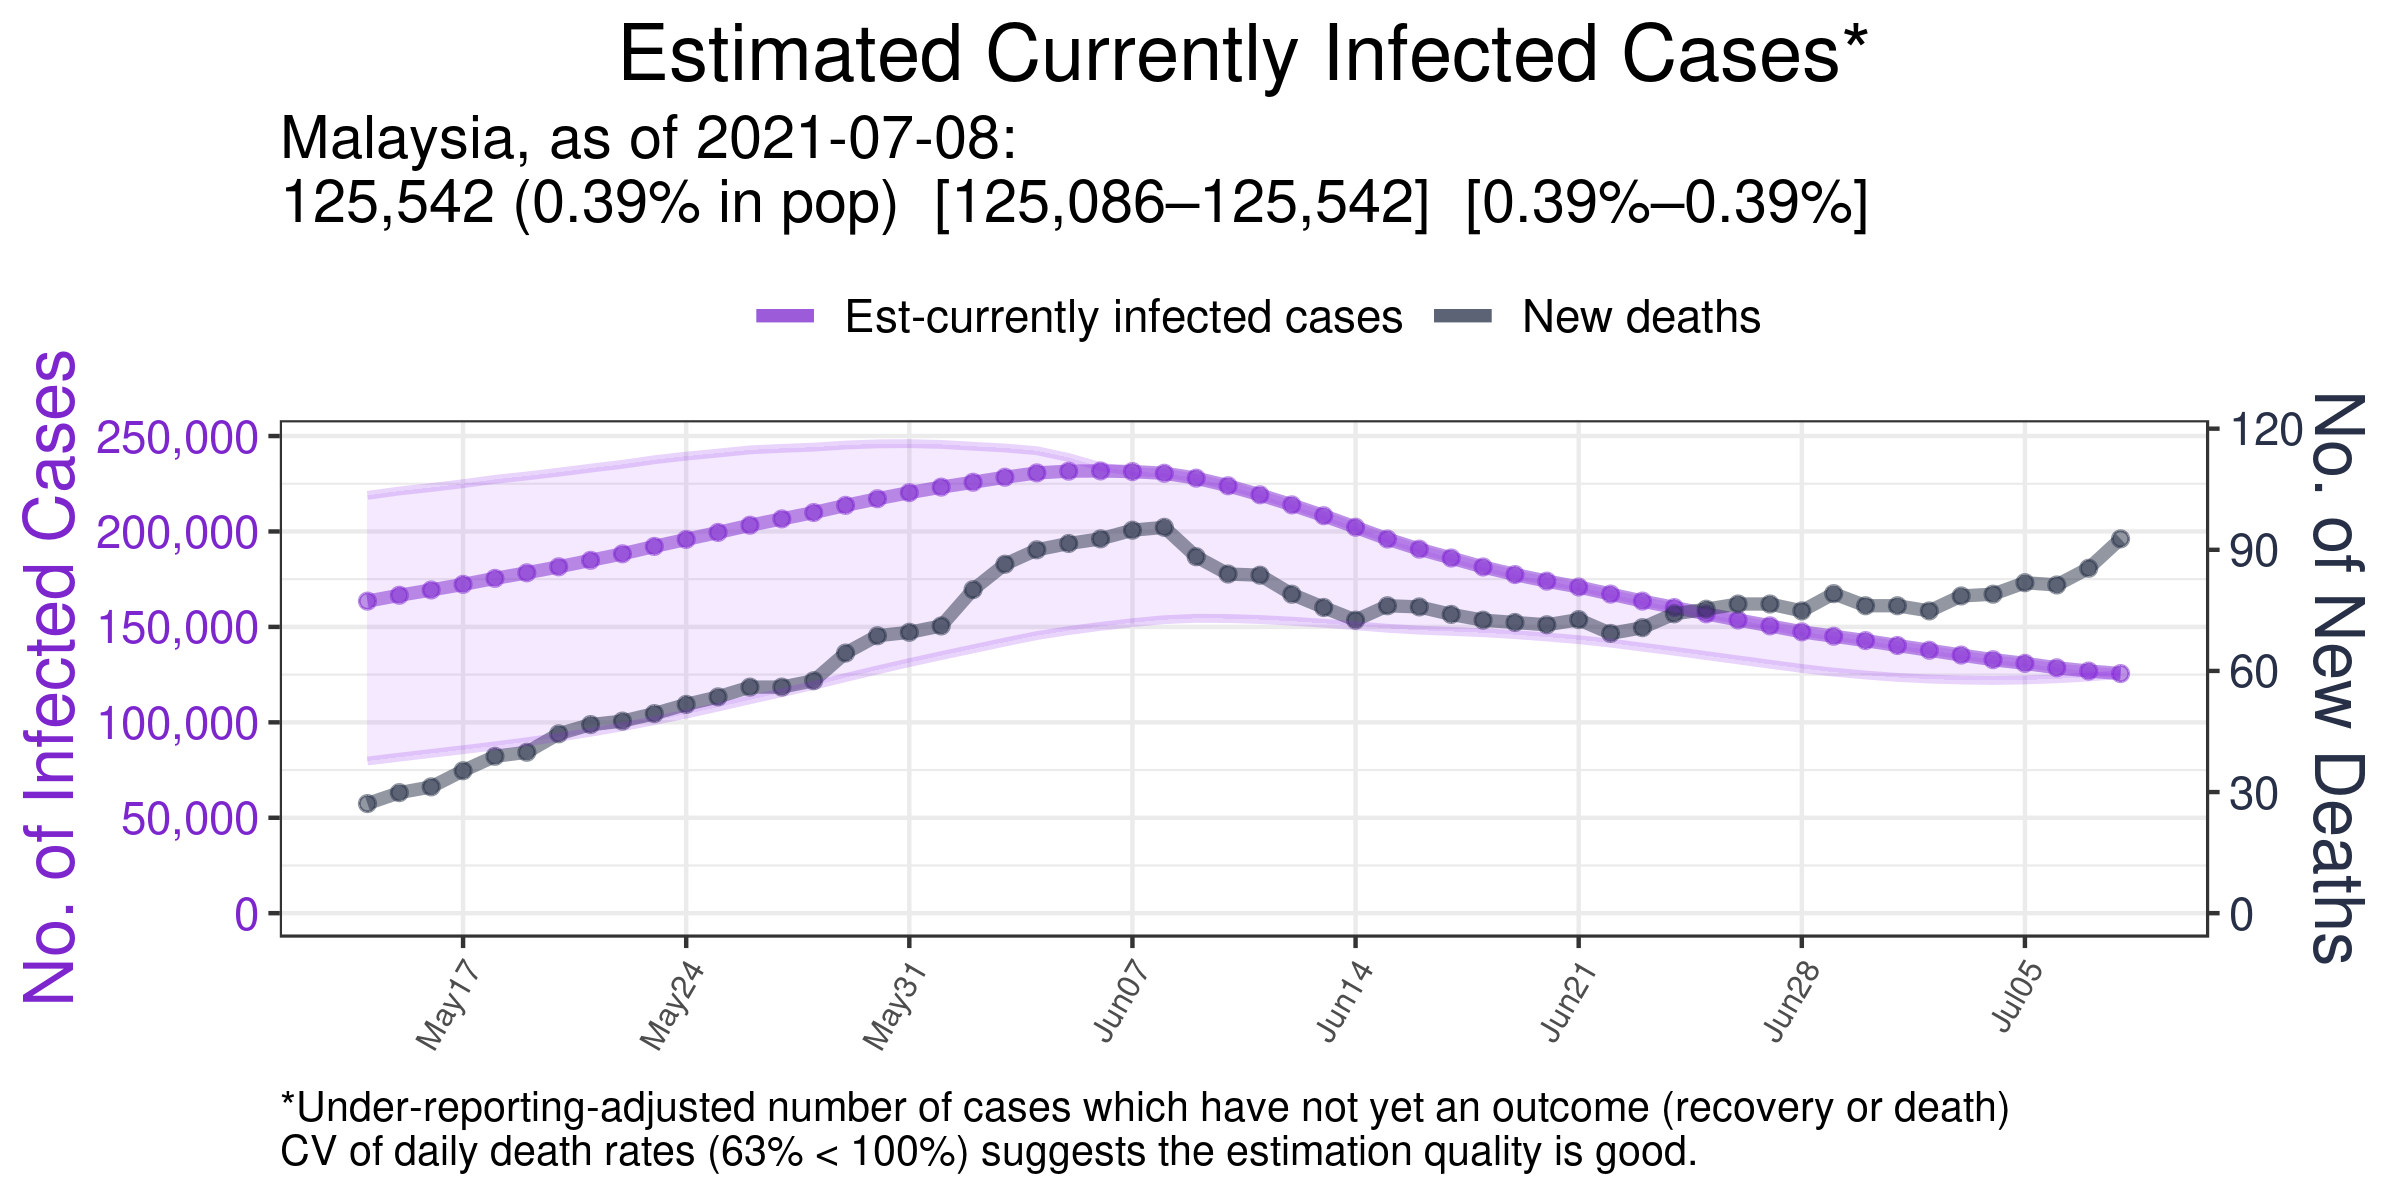 Estimated Currently Infected Cases*
Malaysia, as of 2021-07-08:
125,542 (0.39% in pop)  [125,086–125,542]  [0.39%–0.39%]
Est-currently infected cases
New deaths
No. of Infected Cases
250,000
200,000
150,000
100,000
50,000
0
120
90
60
30
0
No. of New Deaths
May17
May24
May31
Jun07
Jun14
Jun21
Jun28
Jul05
*Under-reporting-adjusted number of cases which have not yet an outcome (recovery or death)
CV of daily death rates (63% < 100%) suggests the estimation quality is good.